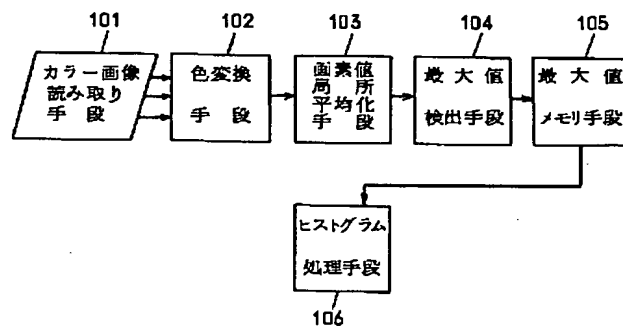 101
102
103
104
105
カラー画像
読み取り
手段
色変換
手段
画素値
局所
平均化
手段
最大値
検出手段
最大値
メモリ手段
ヒストグラム
処理手段
106